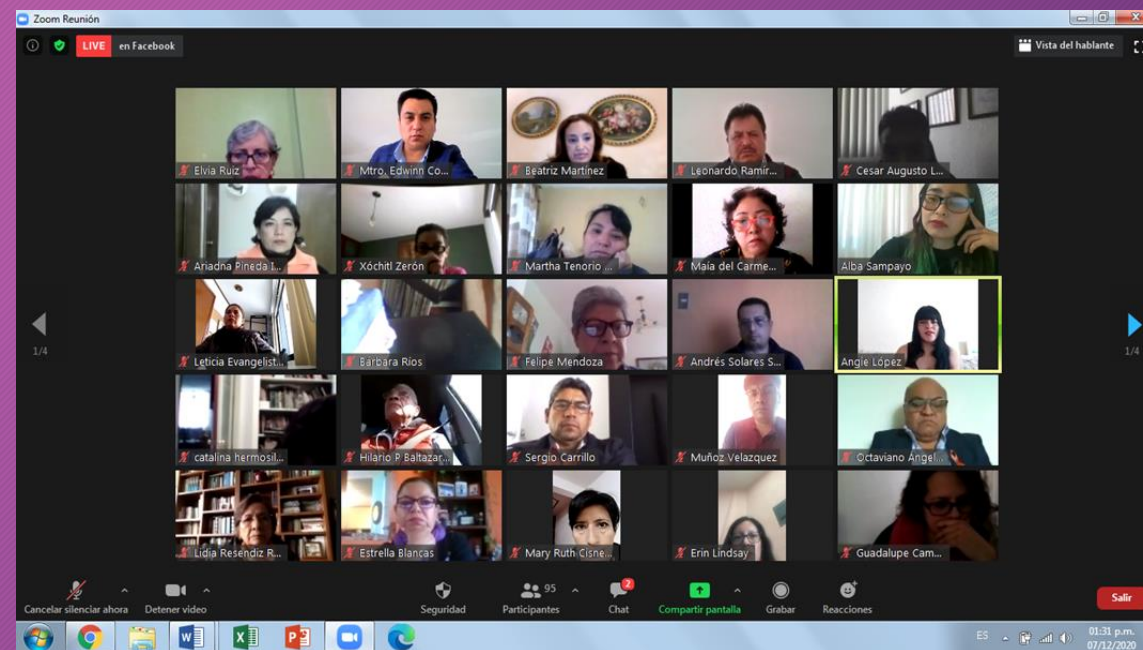 Zoom Reunión
LIVE en Facebook
Vista del hablante
Elvia Ruiz
Mtro. Edwinn Co...
Beatriz Martínez
Leonardo Ramír...
Cesar Augusto L...
Ariadna Pineda I...
Xóchitl Zerón
Martha Tenorio ...
Maía del Carme...
Alba Sampayo
Leticia Evangelist...
Bárbara Ríos
Felipe Mendoza
Andrés Solares S...
Angie López
1/4
1/4
catalina hermosil...
Hilario P Baltazar...
Sergio Carrillo
Muñoz Velazquez
Octaviano Angel...
Lidia Resendiz R...
Estrella Blancas
Mary Ruth Cisne...
Erin Lindsay
Guadalupe Cam...
95
2
Cancelar silenciar ahora
Detener video
Seguridad
Participantes
Chat
Compartir pantalla
Grabar
Reacciones
Salir
ES
01:31 p.m.
07/12/2020